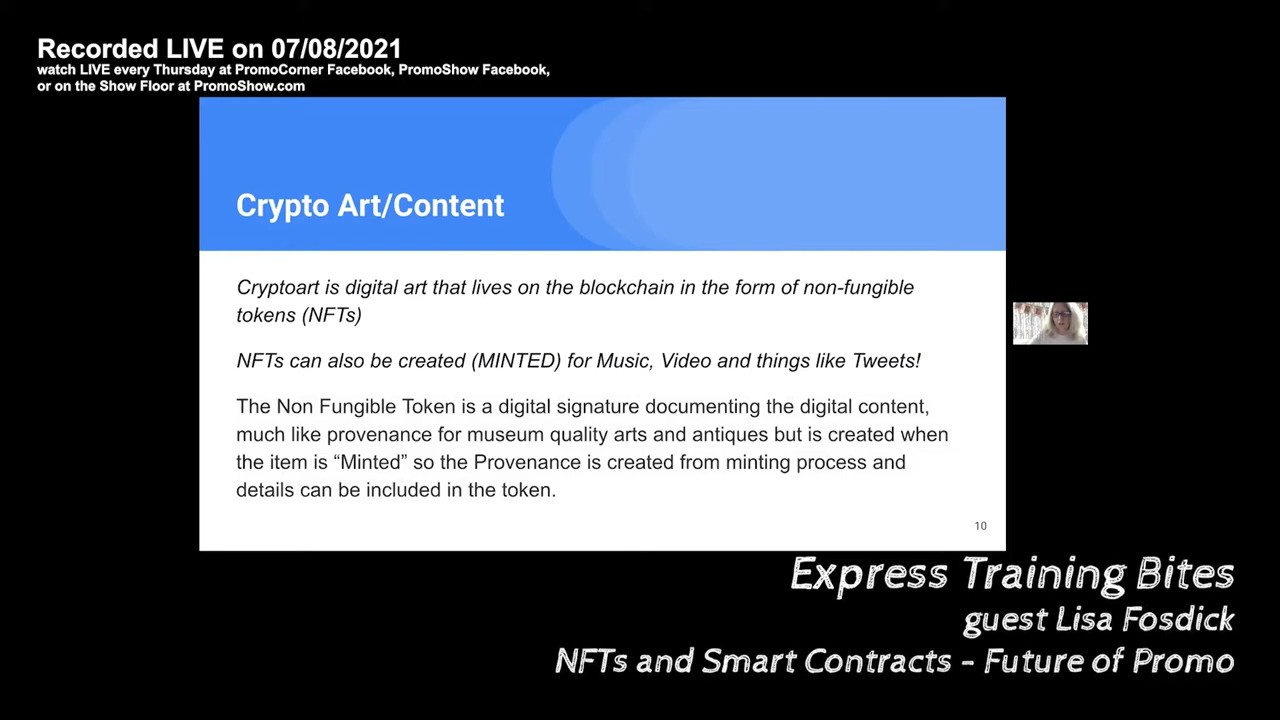 Recorded LIVE on 07/08/2021
watch LIVE every Thursday at PromoCorner Facebook, PromoShow Facebook,
or on the Show Floor at PromoShow.com
Crypto Art/Content
Cryptoart is digital art that lives on the blockchain in the form of non-fungible
tokens (NFTs)
NFTs can also be created (MINTED) for Music, Video and things like Tweets!
The Non Fungible Token is a digital signature documenting the digital content,
much like provenance for museum quality arts and antiques but is created when
the item is “Minted” so the Provenance is created from minting process and
details can be included in the token.
10
Express Training Bites
guest Lisa Fosdick
NFTs and Smart Contracts - Future of Promo